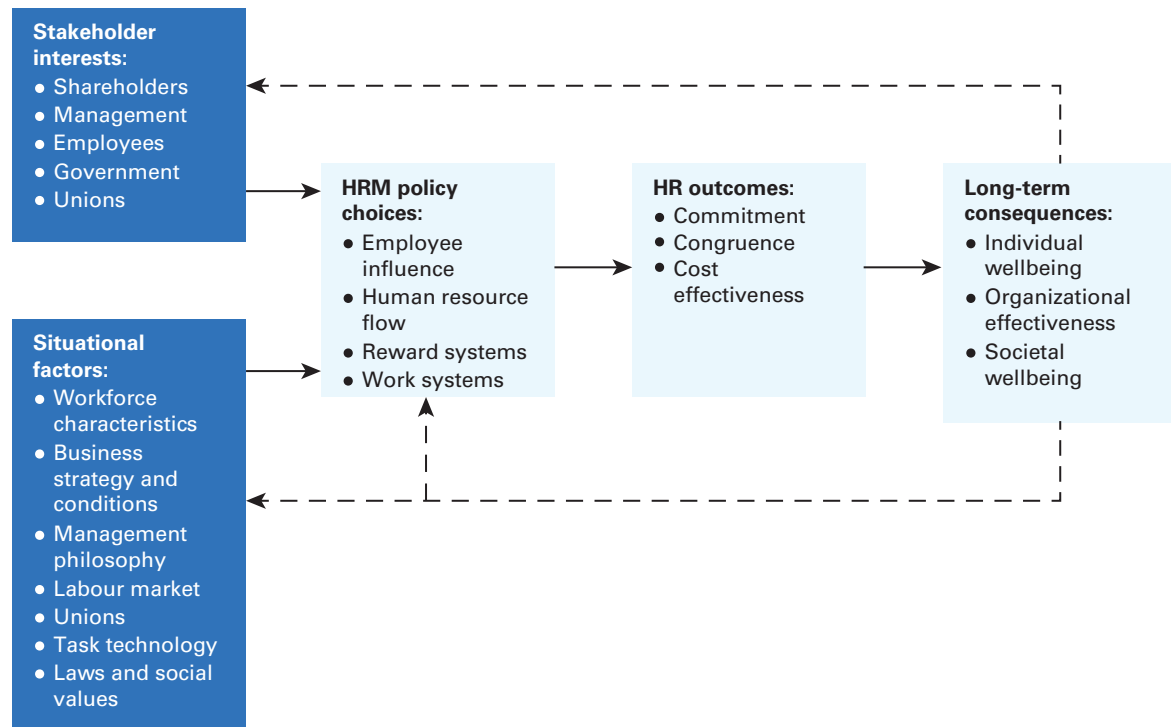 Stakeholder
interests:
● Shareholders
● Management
● Employees
● Government
● Unions
HRM policy
choices:
● Employee
influence
● Human resource
flow
● Reward systems
● Work systems
HR outcomes:
● Commitment
● Congruence
● Cost
effectiveness
Long-term
consequences:
● Individual
wellbeing
● Organizational
effectiveness
● Societal
wellbeing
Situational
factors:
● Workforce
characteristics
● Business
strategy and
conditions
● Management
philosophy
● Labour market
● Unions
● Task technology
● Laws and social
values